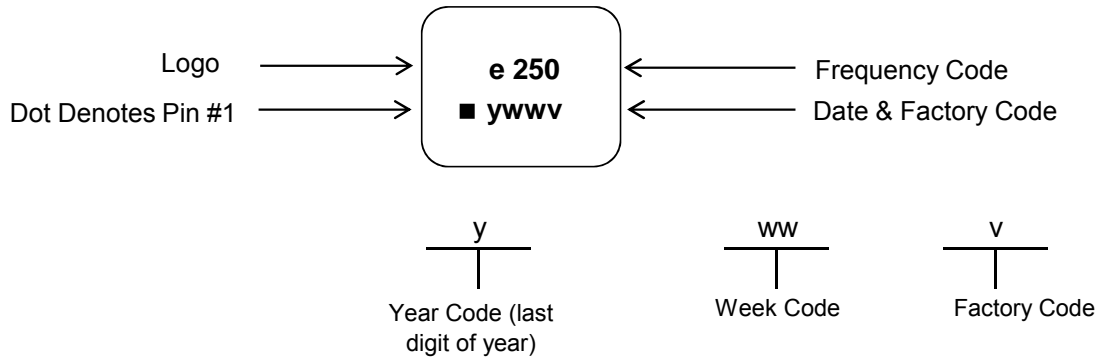 Logo
e 250
Frequency Code
Dot Denotes Pin #1
■ ywwv
Date & Factory Code
y
ww
v
Year Code (last
digit of year)
Week Code
Factory Code